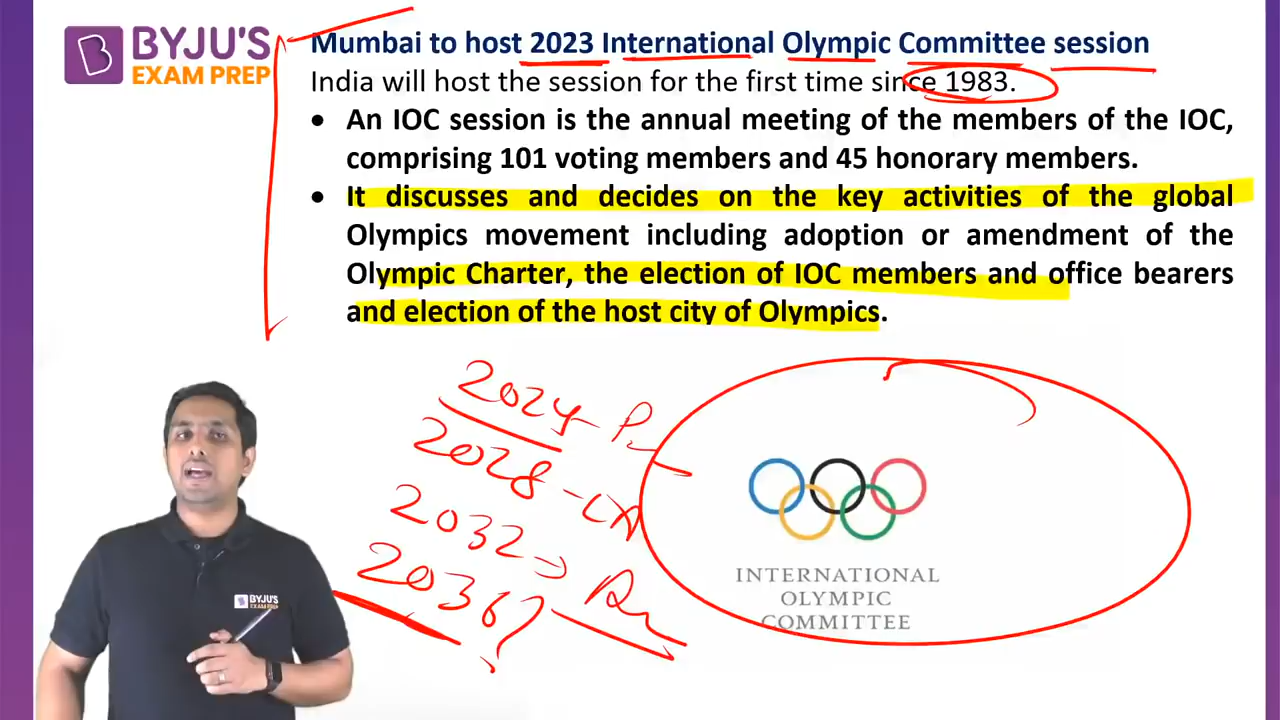 BYJU'S
EXAM PREP
Mumbai to host 2023 International Olympic Committee session
India will host the session for the first time since 1983.
• An IOC session is the annual meeting of the members of the IOC,
comprising 101 voting members and 45 honorary members.
• It discusses and decides on the key activities of the global
Olympics movement including adoption or amendment of the
Olympic Charter, the election of IOC members and office bearers
and election of the host city of Olympics.
2024 -
2028 - LA
2032 →
2036?
INTERNATIONAL
OLYMPIC
COMMITTEE
BYJU'S
EXAM PREP